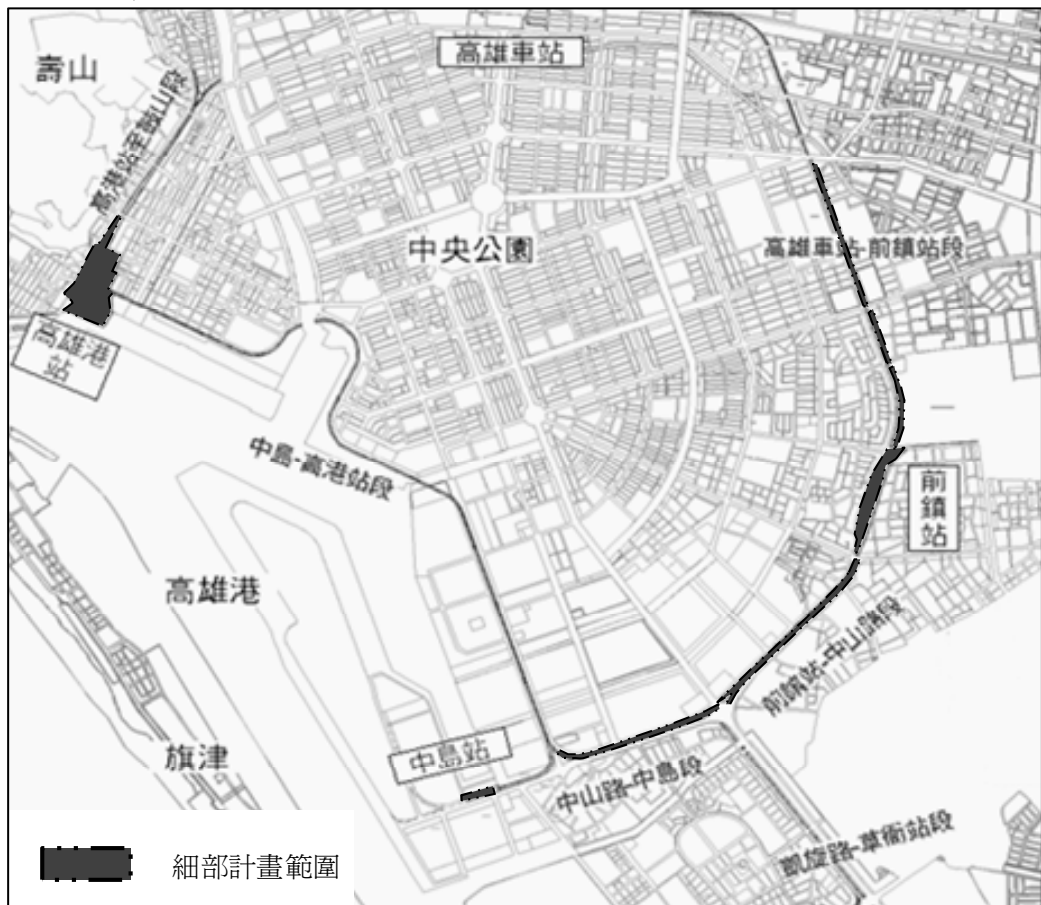 高雄車站
壽山
高港站至鼓山段
中央公園
高雄車站-前鎮站段
高雄港
站
中島-高港站段
前
鎮
站
高雄港
前鎮站-中山路段
旗津
中島站
中山路-中島段
凱旋路-草衙站段
細部計畫範圍